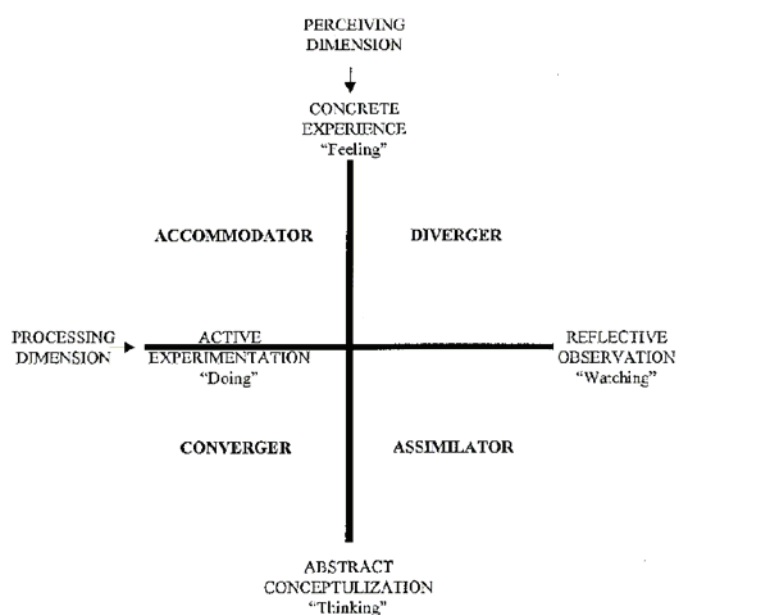 PERCEIVING
DIMENSION
CONCRETE
EXPERIENCE
"Feeling"
ACCOMMODATOR
DIVERGER
PROCESSING
DIMENSION
ACTIVE
EXPERIMENTATION
"Doing"
REFLECTIVE
OBSERVATION
"Watching"
CONVERGER
ASSIMILATOR
ABSTRACT
CONCEPTULIZATION
"Thinking"